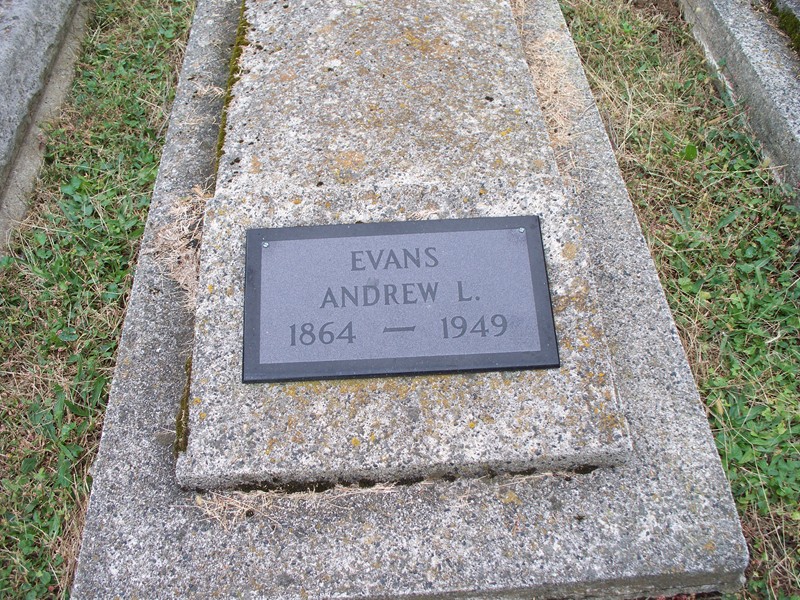 EVANS
ANDREW L.
1864 — 1949